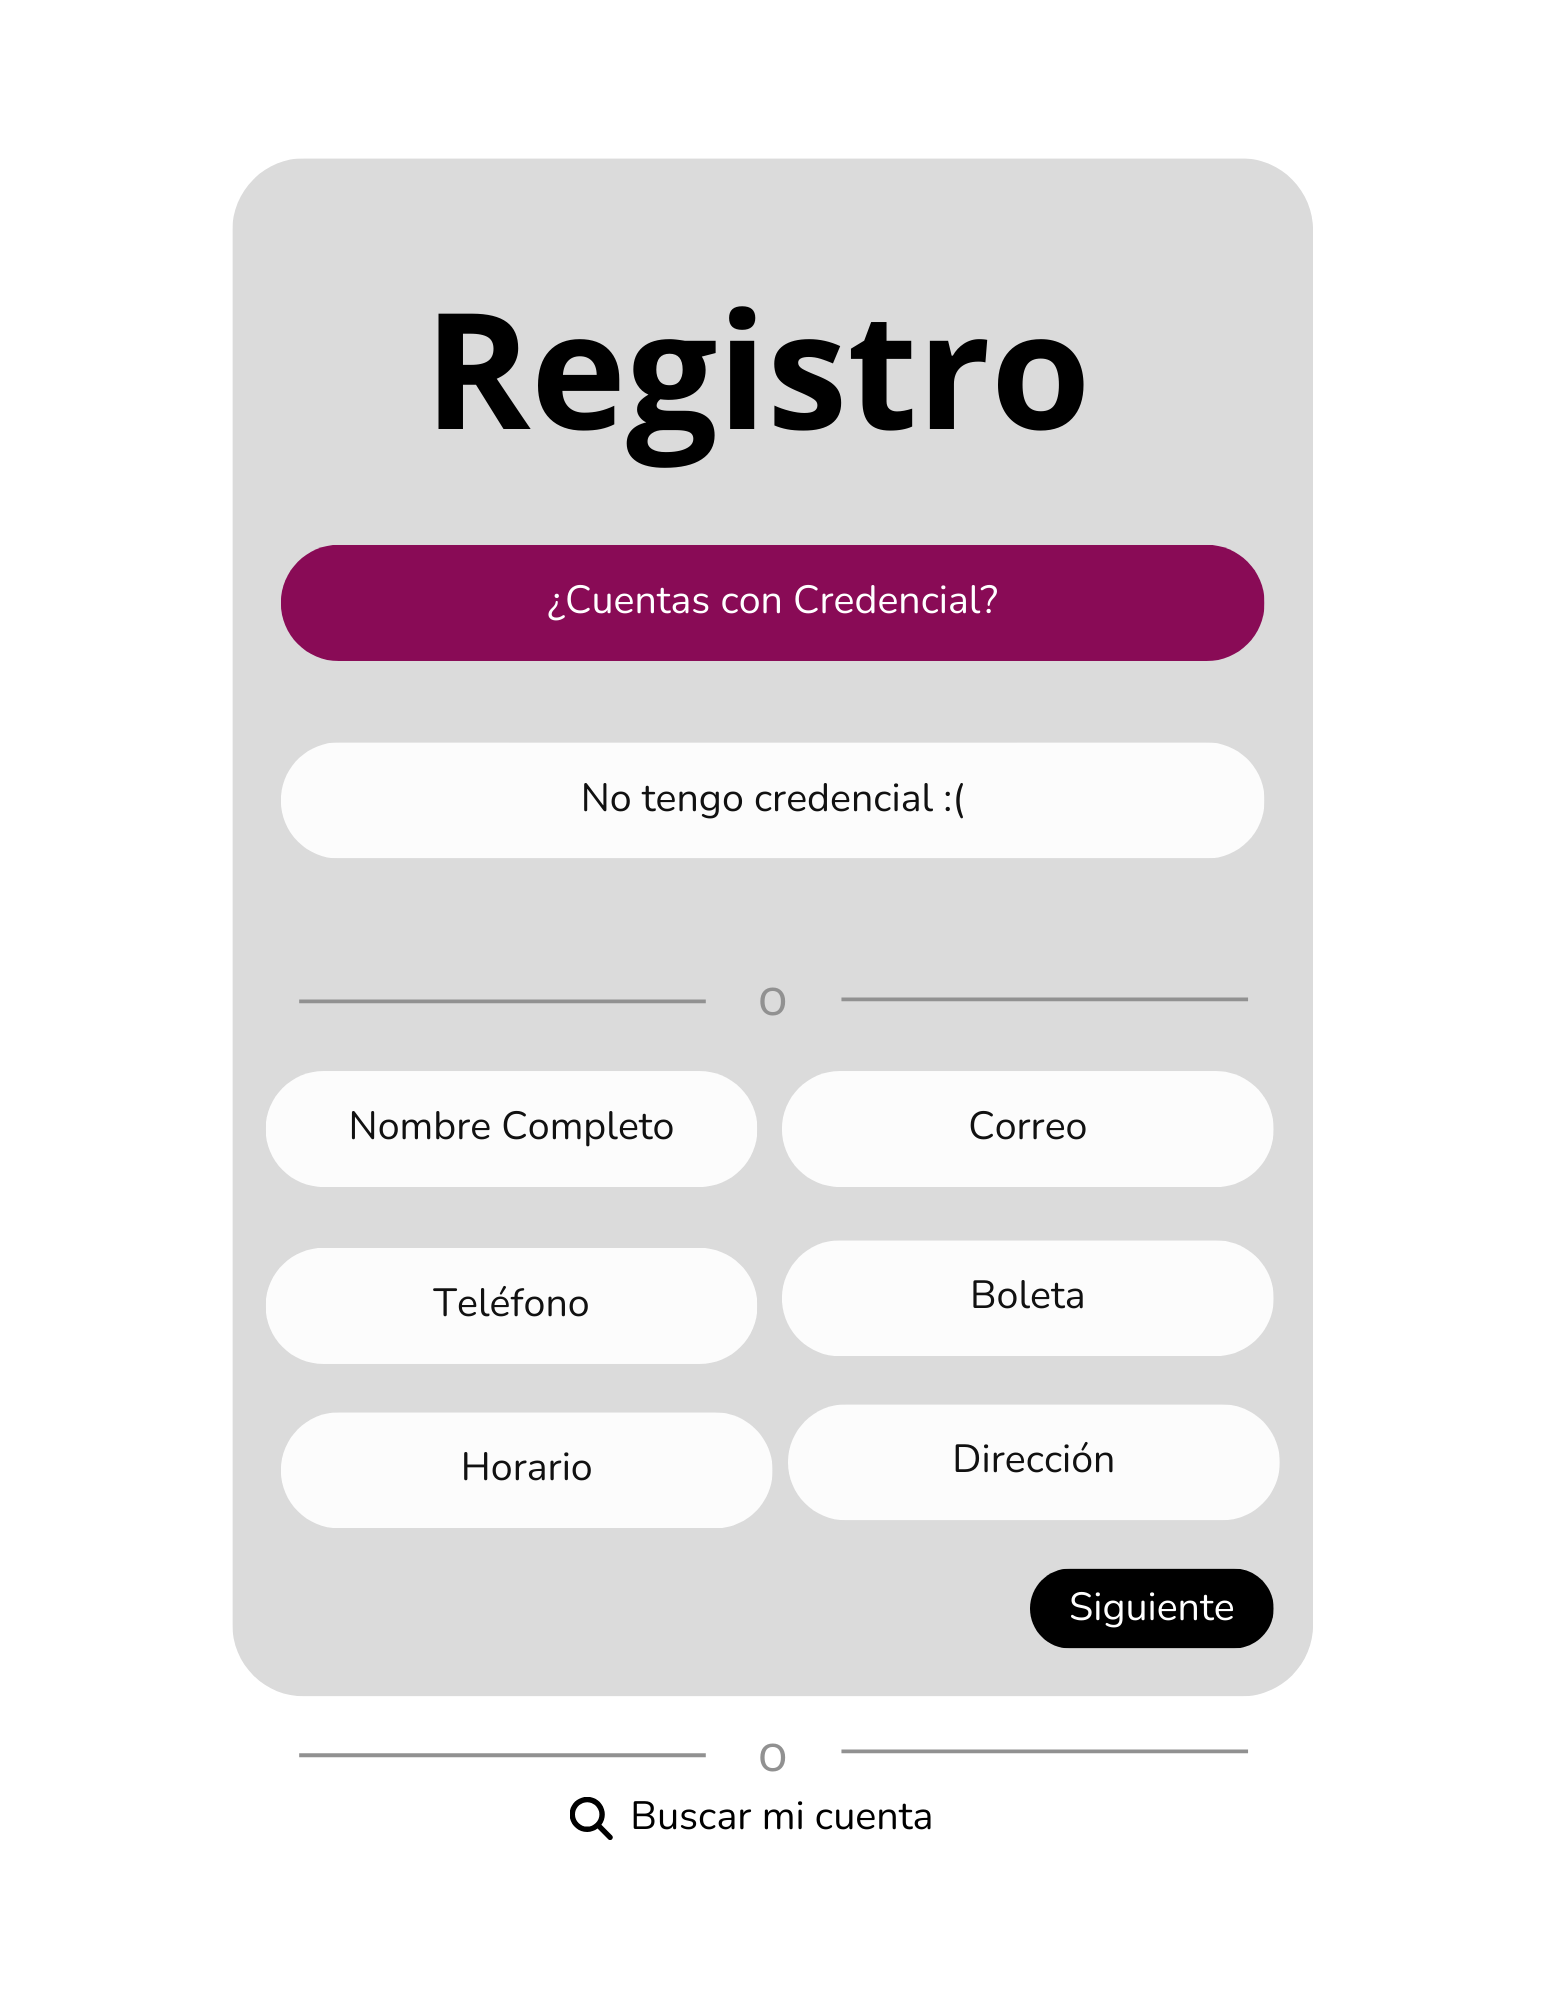 Registro
¿Cuentas con Credencial?
No tengo credencial :(
o
Nombre Completo
Correo
Teléfono
Boleta
Horario
Dirección
Siguiente
o
Buscar mi cuenta